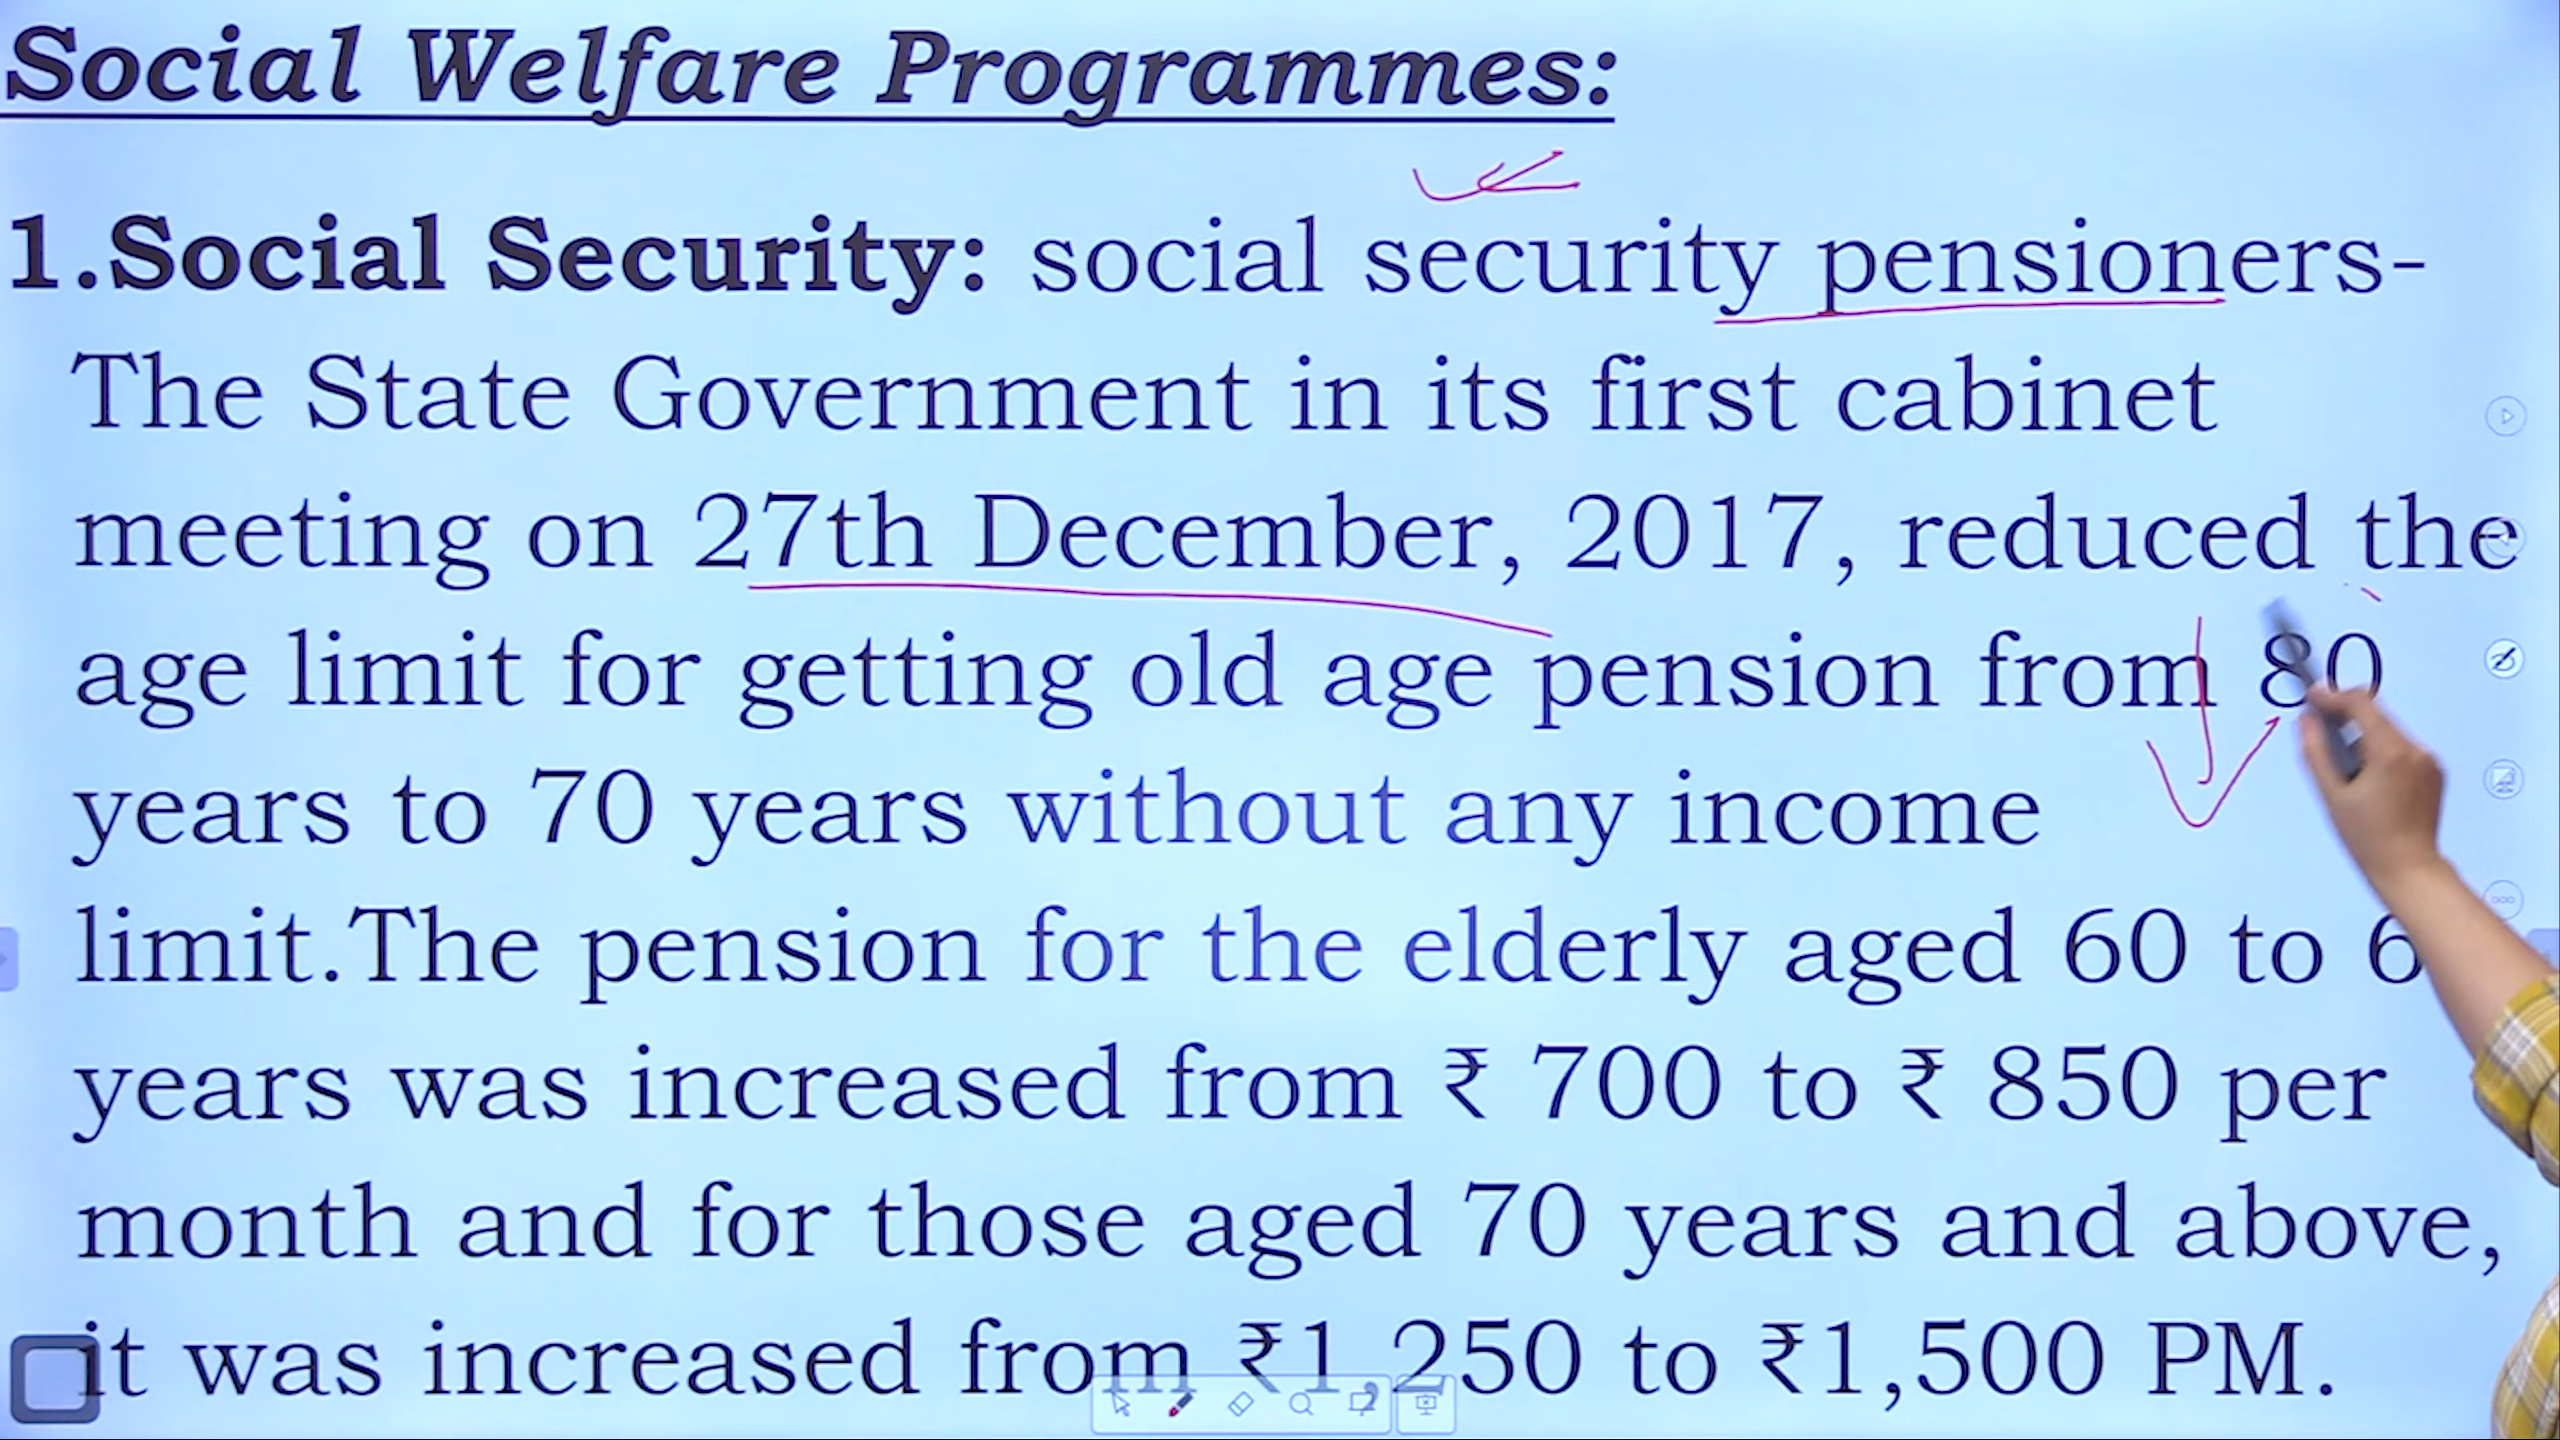 Social Welfare Programmes:
1.Social Security: social security pensioners-
The State Government in its first cabinet
meeting on 27th December, 2017, reduced the
age limit for getting old age pension from 80
years to 70 years without any income
limit.The pension for the elderly aged 60 to
years was increased from ₹ 700 to ₹ 850 per
month and for those aged 70 years and above,
it was increased from ₹1,250 to ₹1,500 PM.